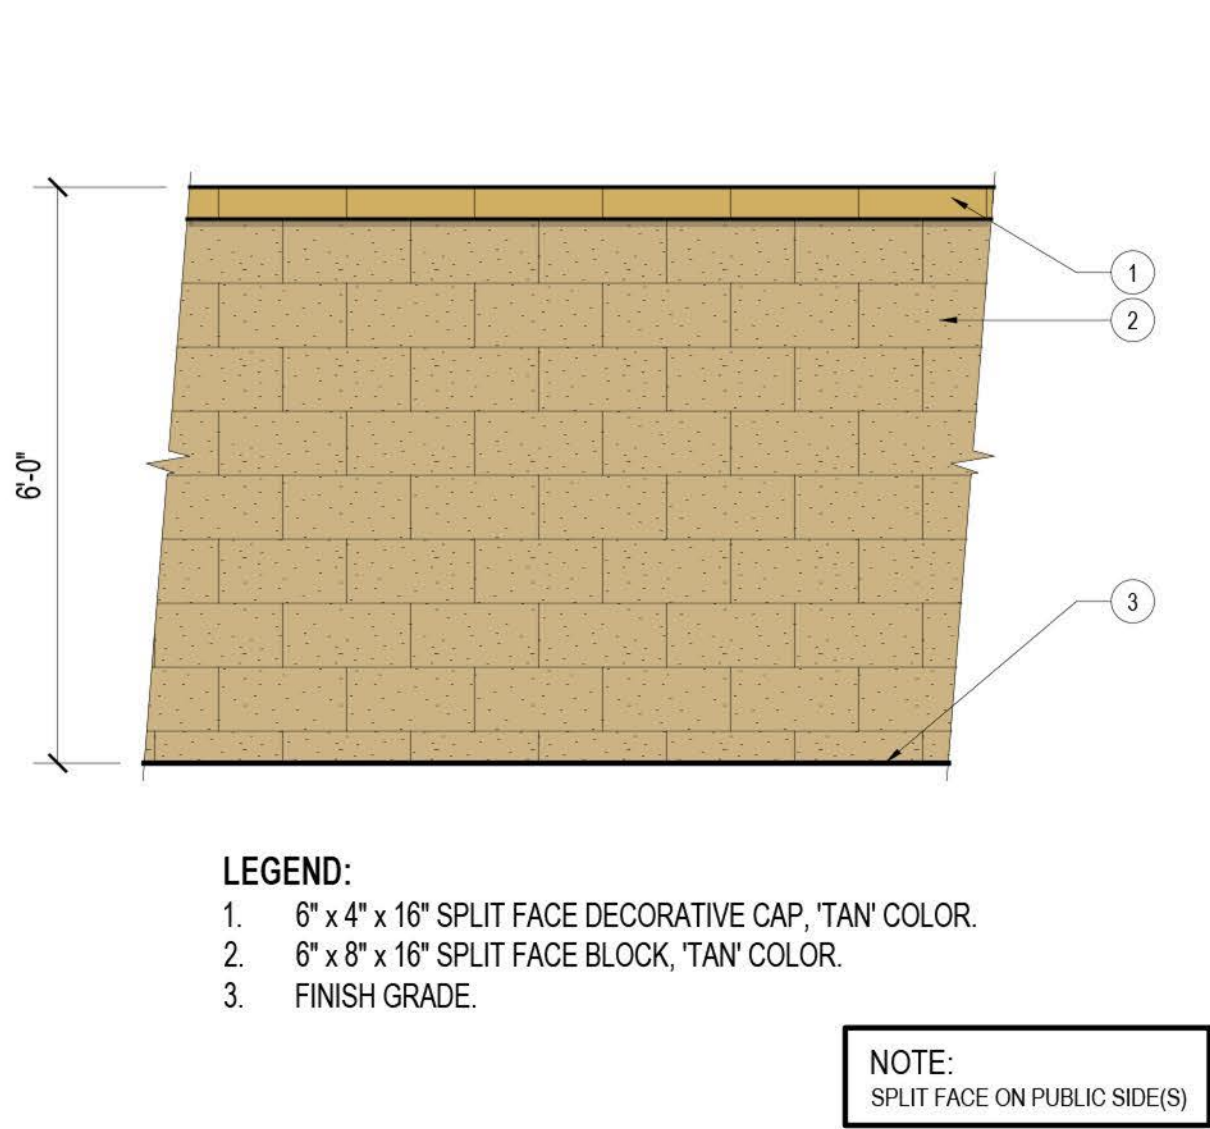 6'-0"
1
2
3
LEGEND:
1. 6" x 4" x 16" SPLIT FACE DECORATIVE CAP, 'TAN' COLOR.
2. 6" x 8" x 16" SPLIT FACE BLOCK, 'TAN' COLOR.
3. FINISH GRADE.
NOTE:
SPLIT FACE ON PUBLIC SIDE(S)